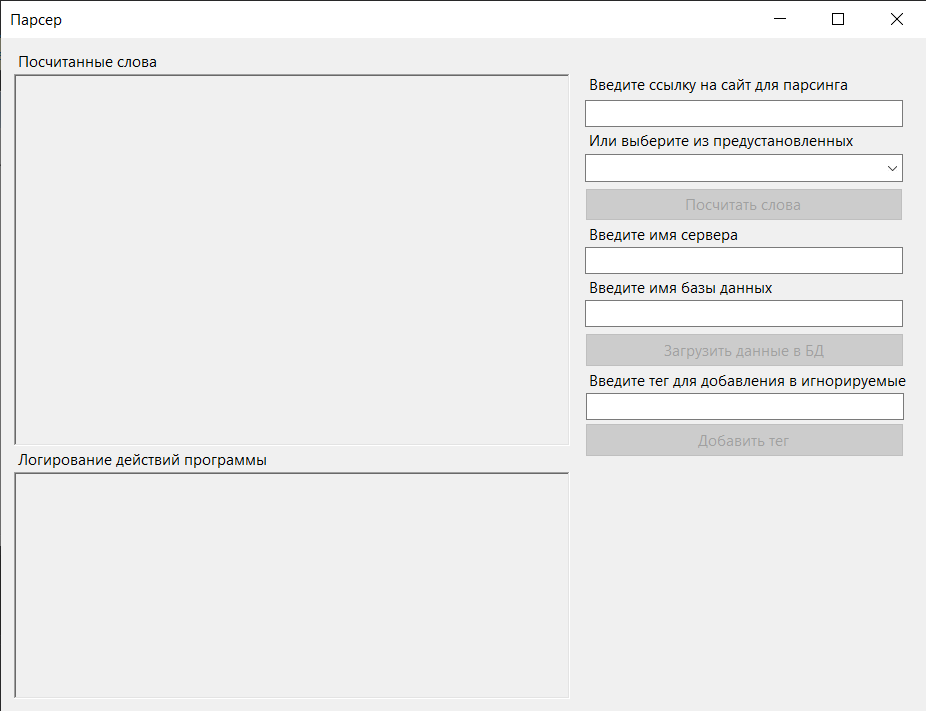 Парсер
Посчитанные слова
Введите ссылку на сайт для парсинга
Или выберите из предустановленных
Посчитать слова
Введите имя сервера
Введите имя базы данных
Загрузить данные в БД
Введите тег для добавления в игнорируемые
Добавить тег
Логирование действий программы